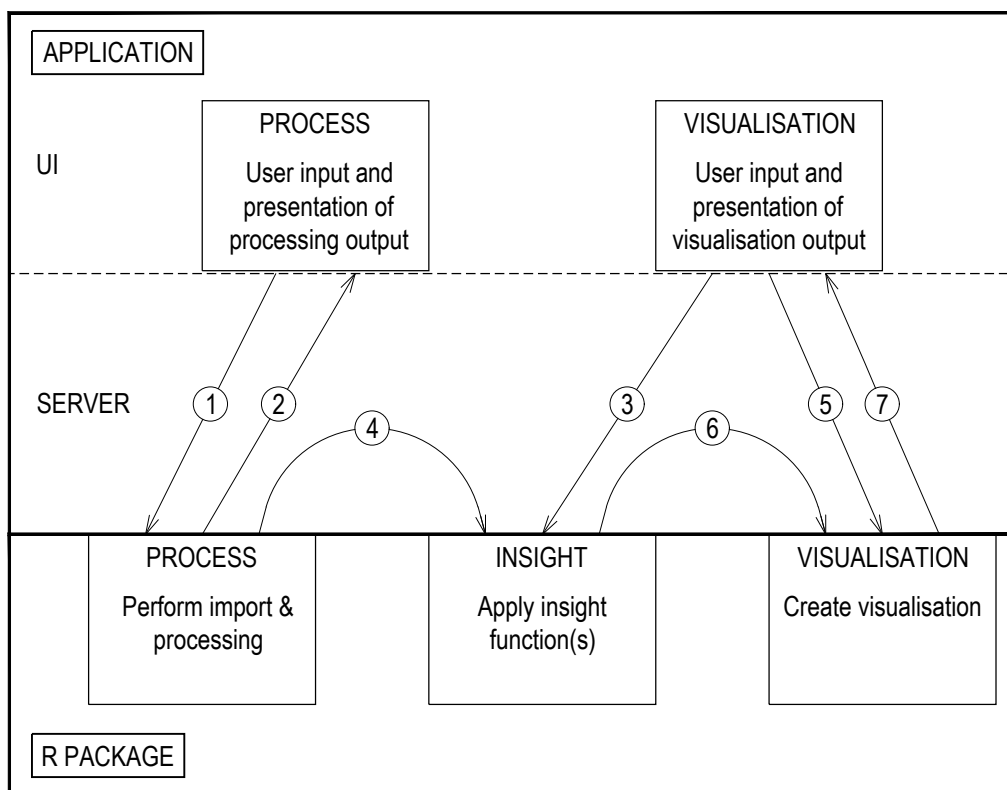 APPLICATION
UI
PROCESS
User input and
presentation of
processing output
VISUALISATION
User input and
presentation of
visualisation output
SERVER
1
2
4
3
6
5
7
PROCESS
Perform import &
processing
INSIGHT
Apply insight
function(s)
VISUALISATION
Create visualisation
R PACKAGE